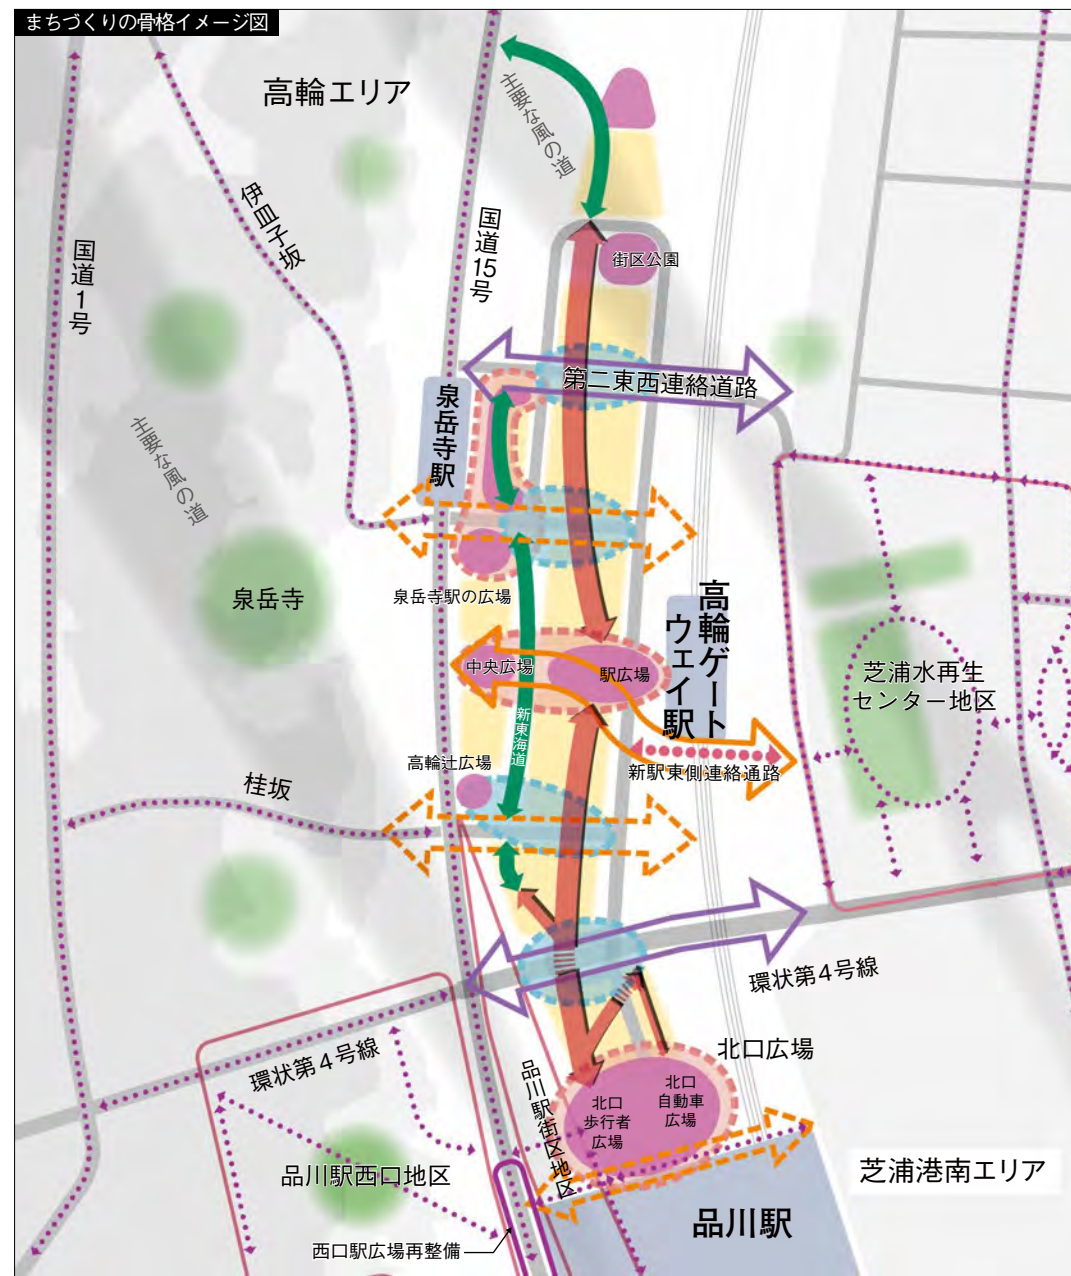 まちづくりの骨格イメージ図
高輪エリア
主要な風の道
伊皿子坂
国道15号
国道1号
街区公園
第二東西連絡道路
泉岳寺駅
主要な風の道
泉岳寺
泉岳寺駅の広場
高輪ゲート
ウェイ駅
中央広場
駅広場
芝浦水再生
センター地区
新東海道
高輪辻広場
新駅東側連絡通路
桂坂
環状第4号線
環状第4号線
北口広場
品川駅街区地区
北口
歩行者
広場
北口
自動車
広場
品川駅西口地区
芝浦港南エリア
品川駅
西口駅広場再整備